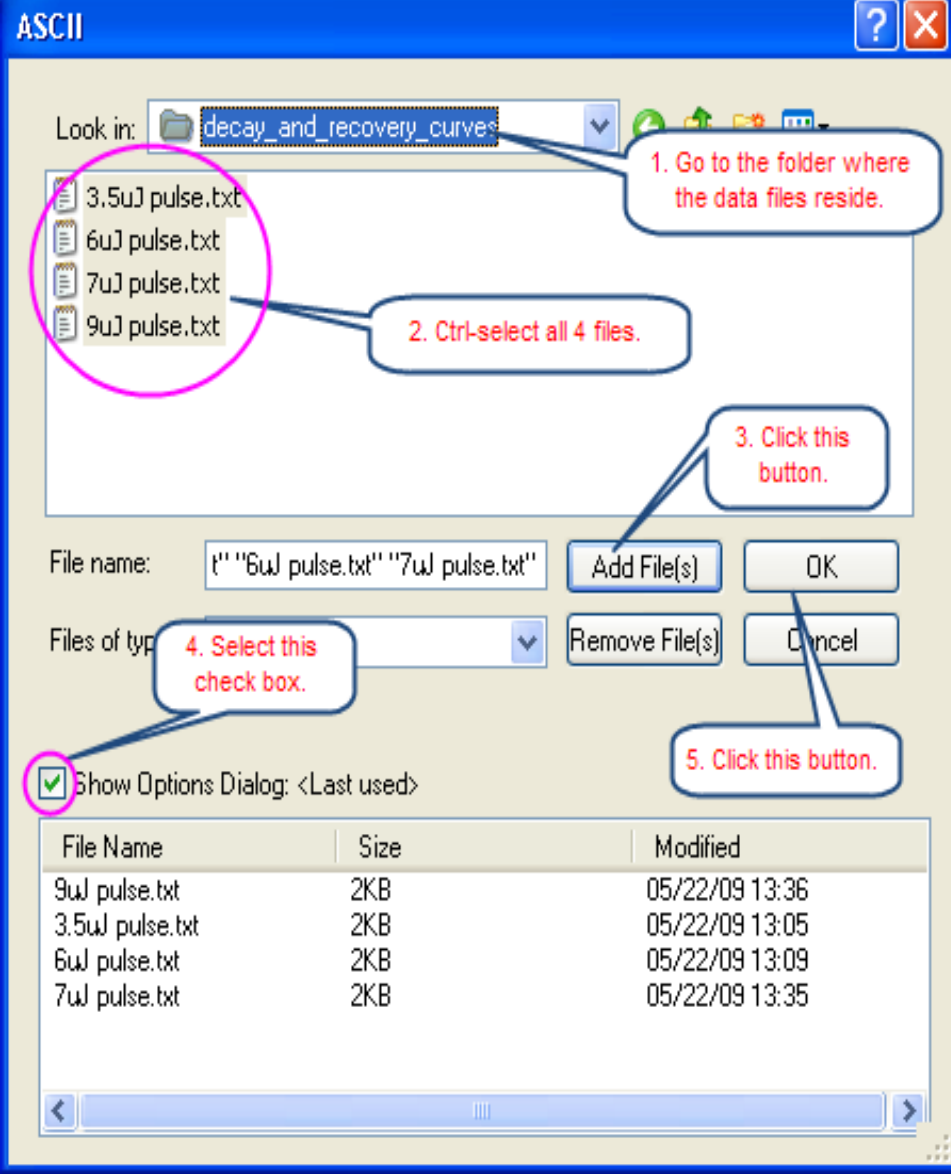 ASCII
Look in: decay_and_recovery_curves
1. Go to the folder where
the data files reside.
3.5uJ pulse.txt
6uJ pulse.txt
7uJ pulse.txt
9uJ pulse.txt
2. Ctrl-select all 4 files.
3. Click this
button.
File name: t" "6uJ pulse.txt" "7uJ pulse.txt" Add File(s) OK
Files of typ Remove File(s) Cancel
4. Select this
check box.
5. Click this button.
Show Options Dialog: <Last used>
File Name Size Modified
9uJ pulse.txt 2KB 05/22/09 13:36
3.5uJ pulse.txt 2KB 05/22/09 13:05
6uJ pulse.txt 2KB 05/22/09 13:09
7uJ pulse.txt 2KB 05/22/09 13:35